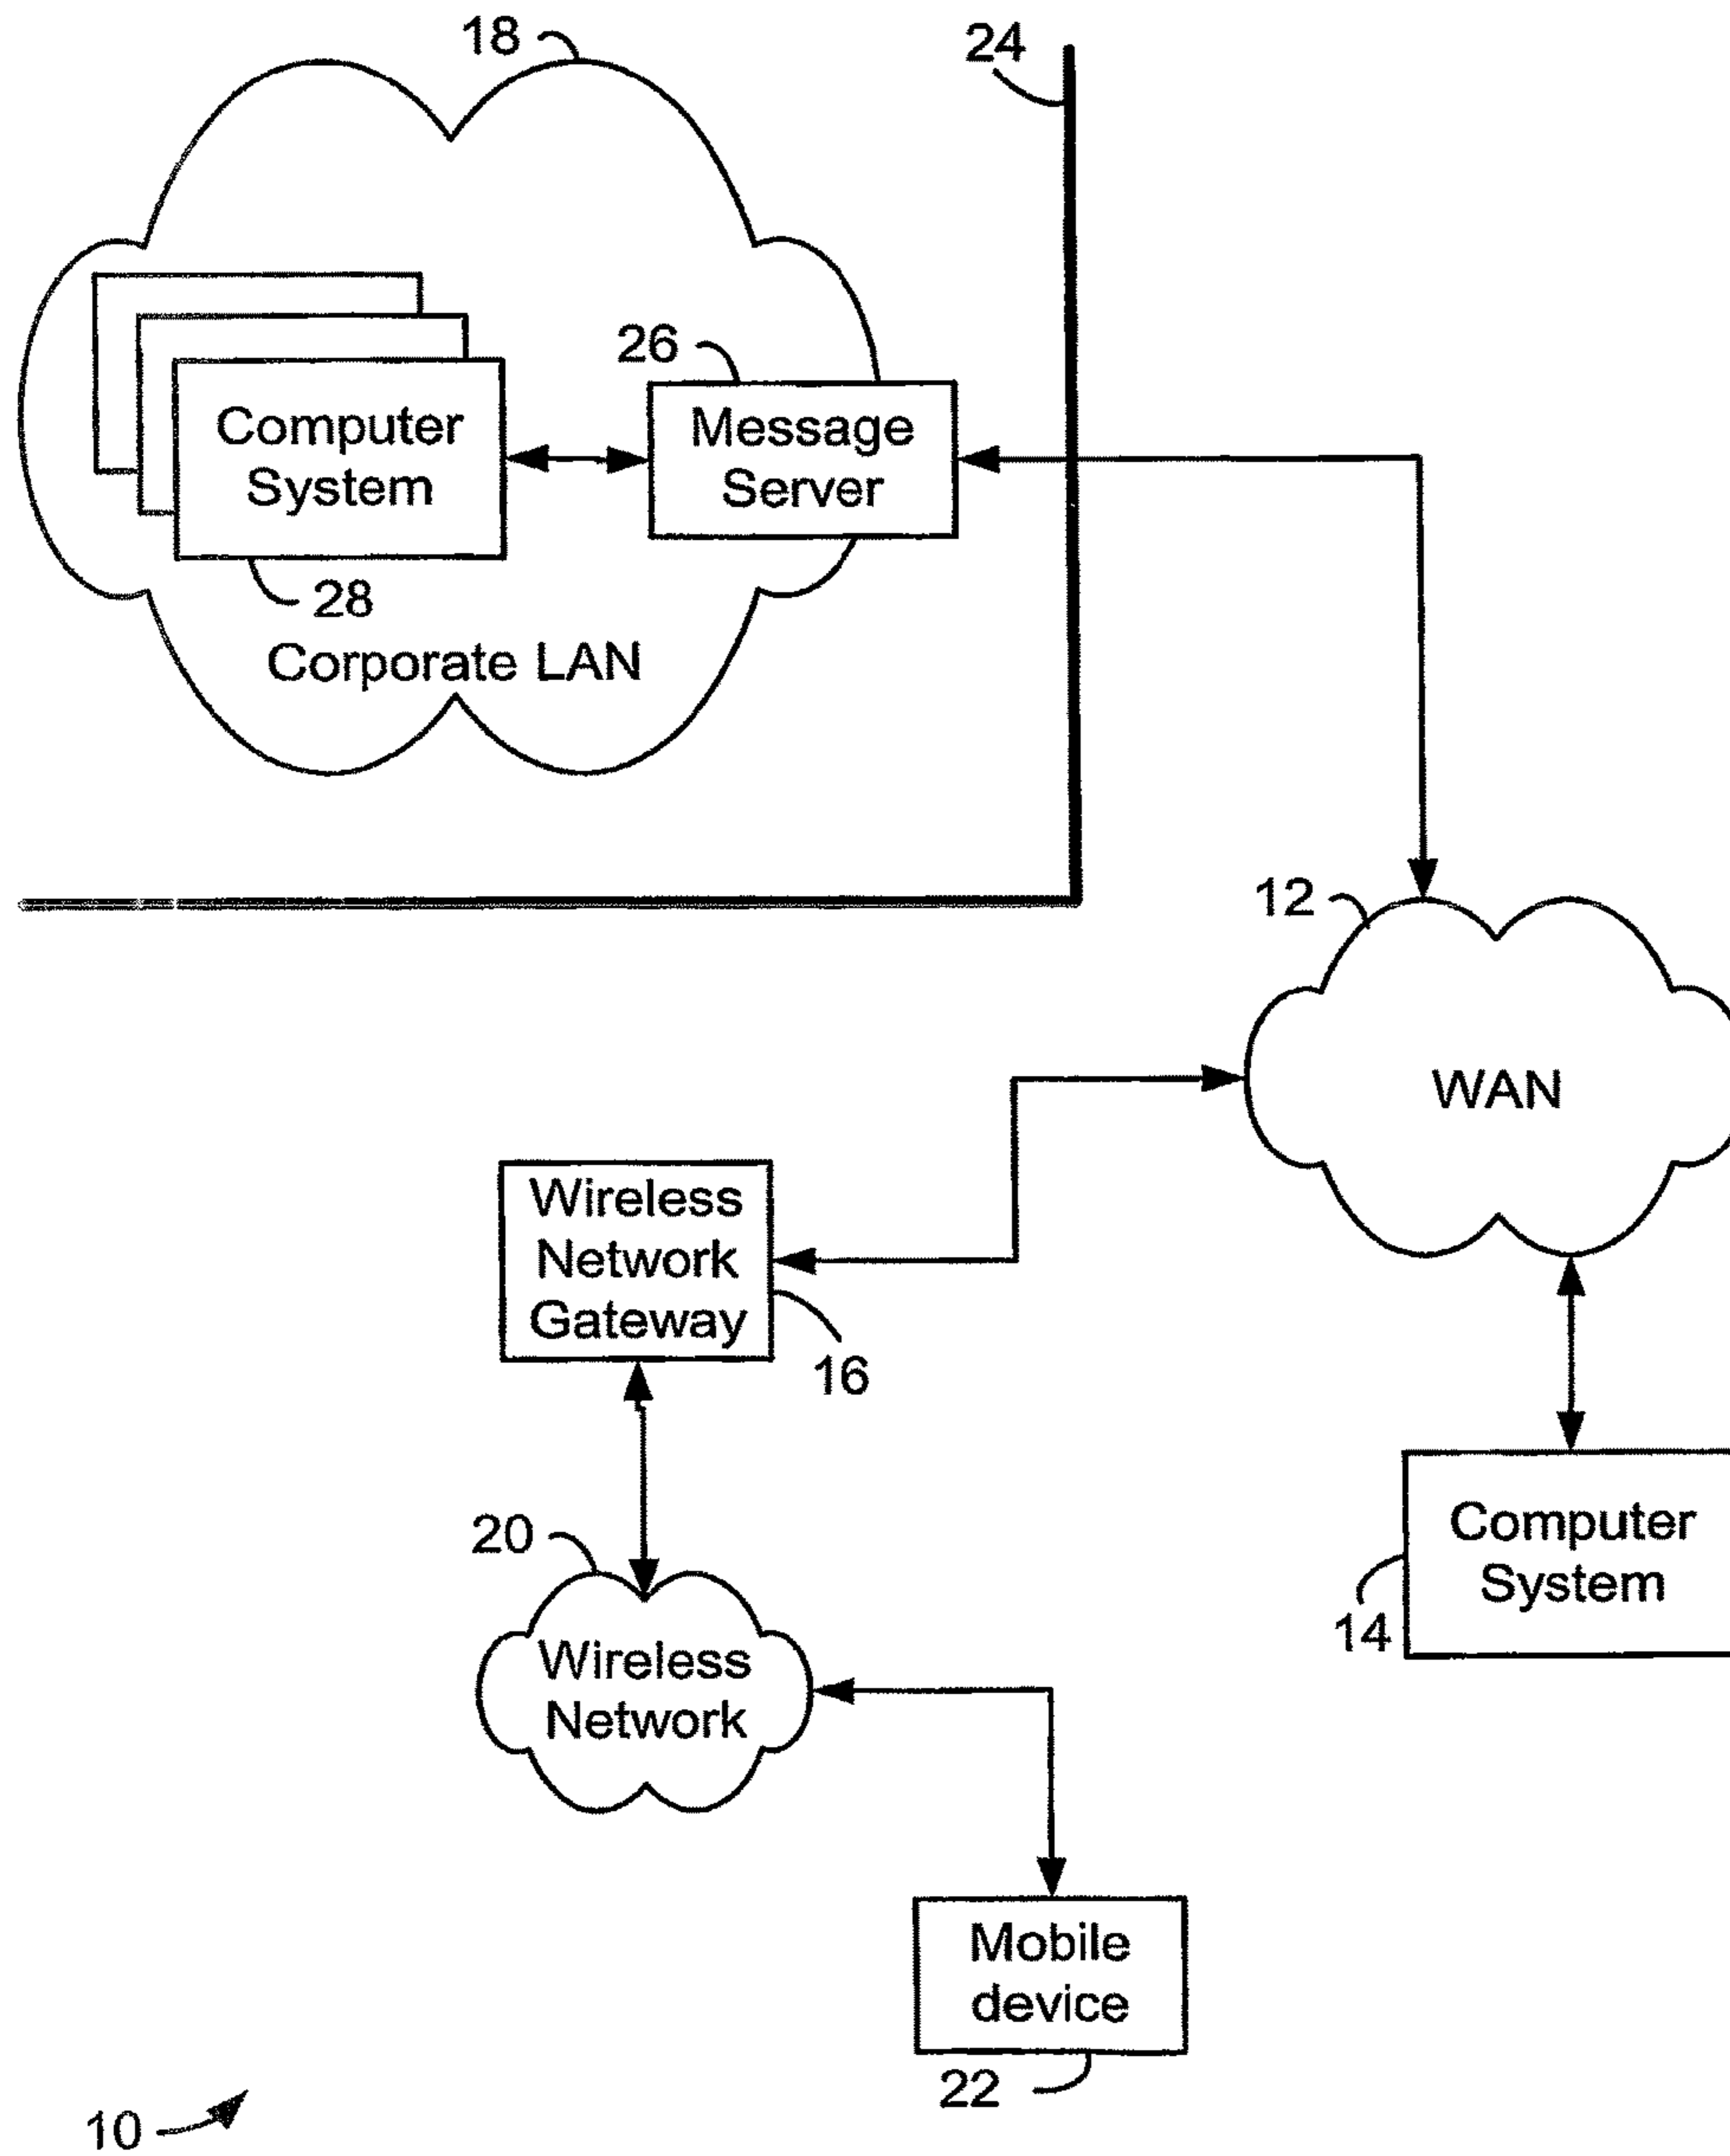 18
24
26
Computer
System
Message
Server
28
Corporate LAN
12
WAN
Wireless
Network
Gateway
16
20
Computer
System
14
Wireless
Network
Mobile
device
22
10